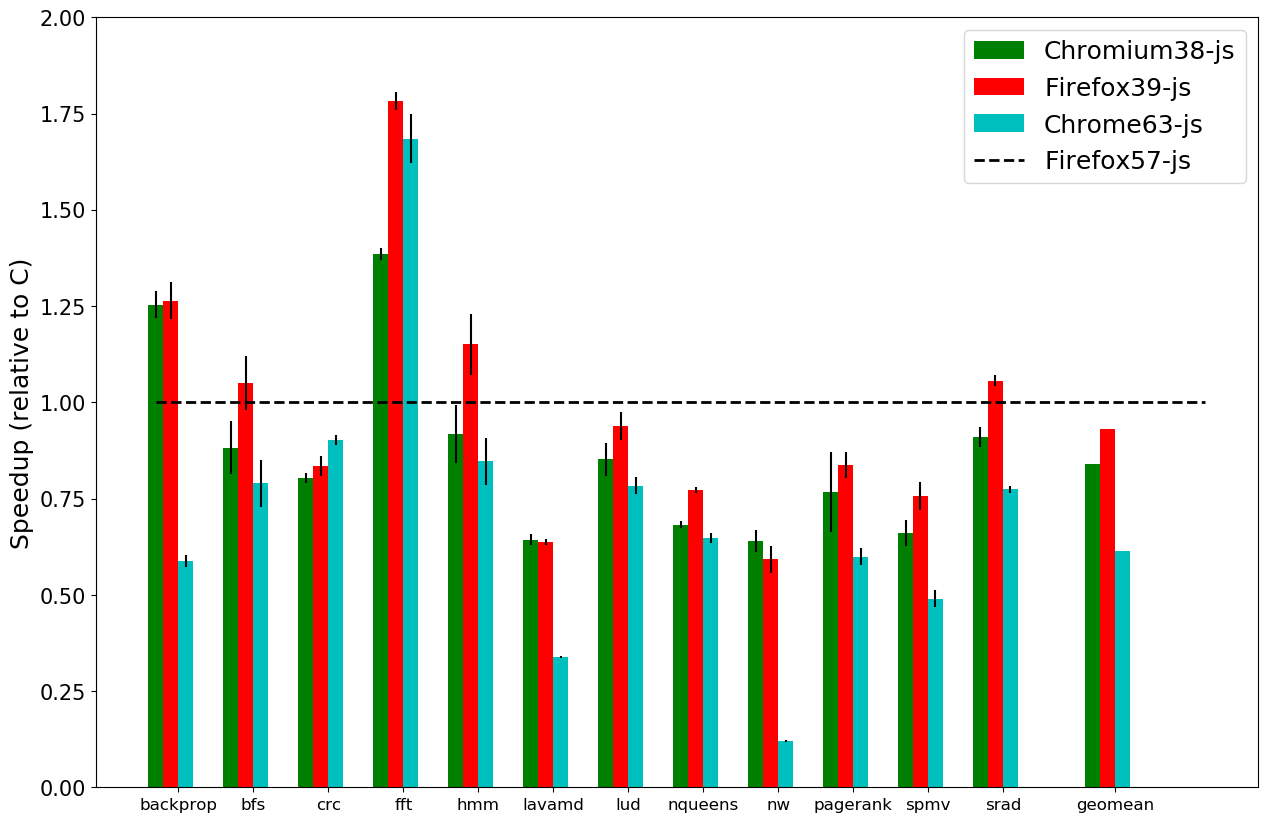 2.00
1.75
1.50
1.25
1.00
0.75
0.50
0.25
0.00
Speedup (relative to C)
Chromium38-js
Firefox39-js
Chrome63-js
Firefox57-js
backprop bfs crc fft hmm lavamd lud nqueens nw pagerank spmv srad geomean